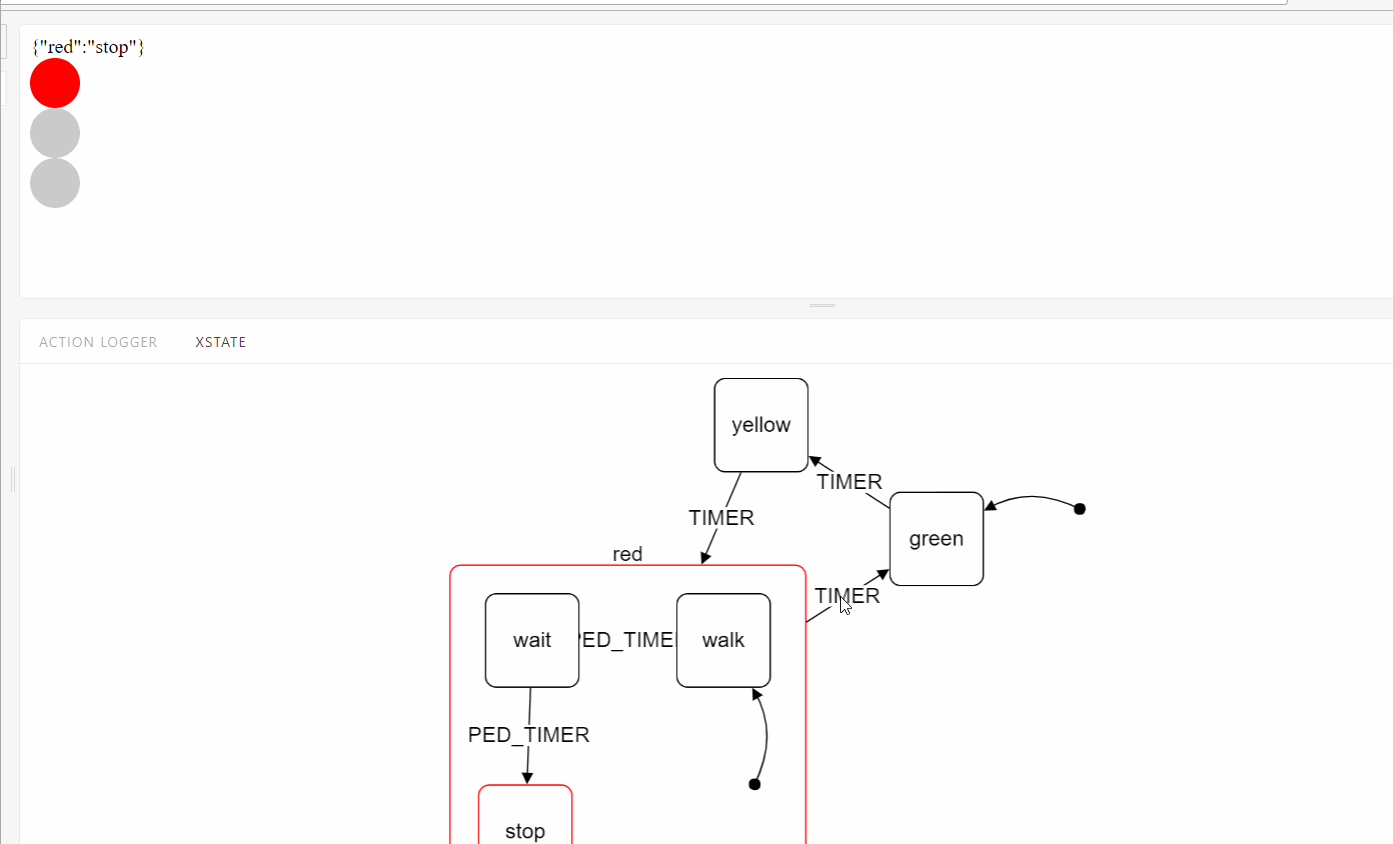 {"red":"stop"}
ACTION LOGGER XSTATE
yellow
TIMER
TIMER
green
red
TIMER
wait
PED_TIMER
walk
PED_TIMER
stop